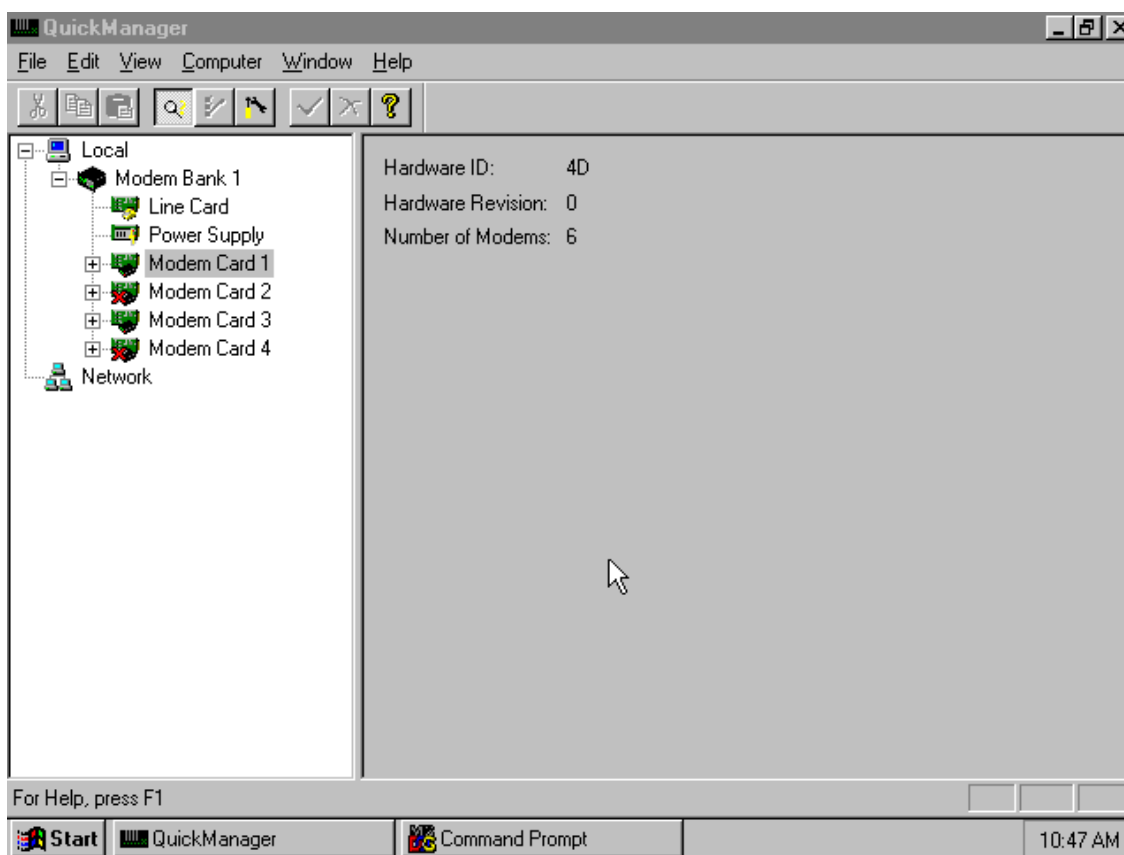 QuickManager
File Edit View Computer Window Help
Local
Modem Bank 1
Line Card
Power Supply
Modem Card 1
Modem Card 2
Modem Card 3
Modem Card 4
Network
Hardware ID: 4D
Hardware Revision: 0
Number of Modems: 6
For Help, press F1
Start QuickManager Command Prompt 10:47 AM